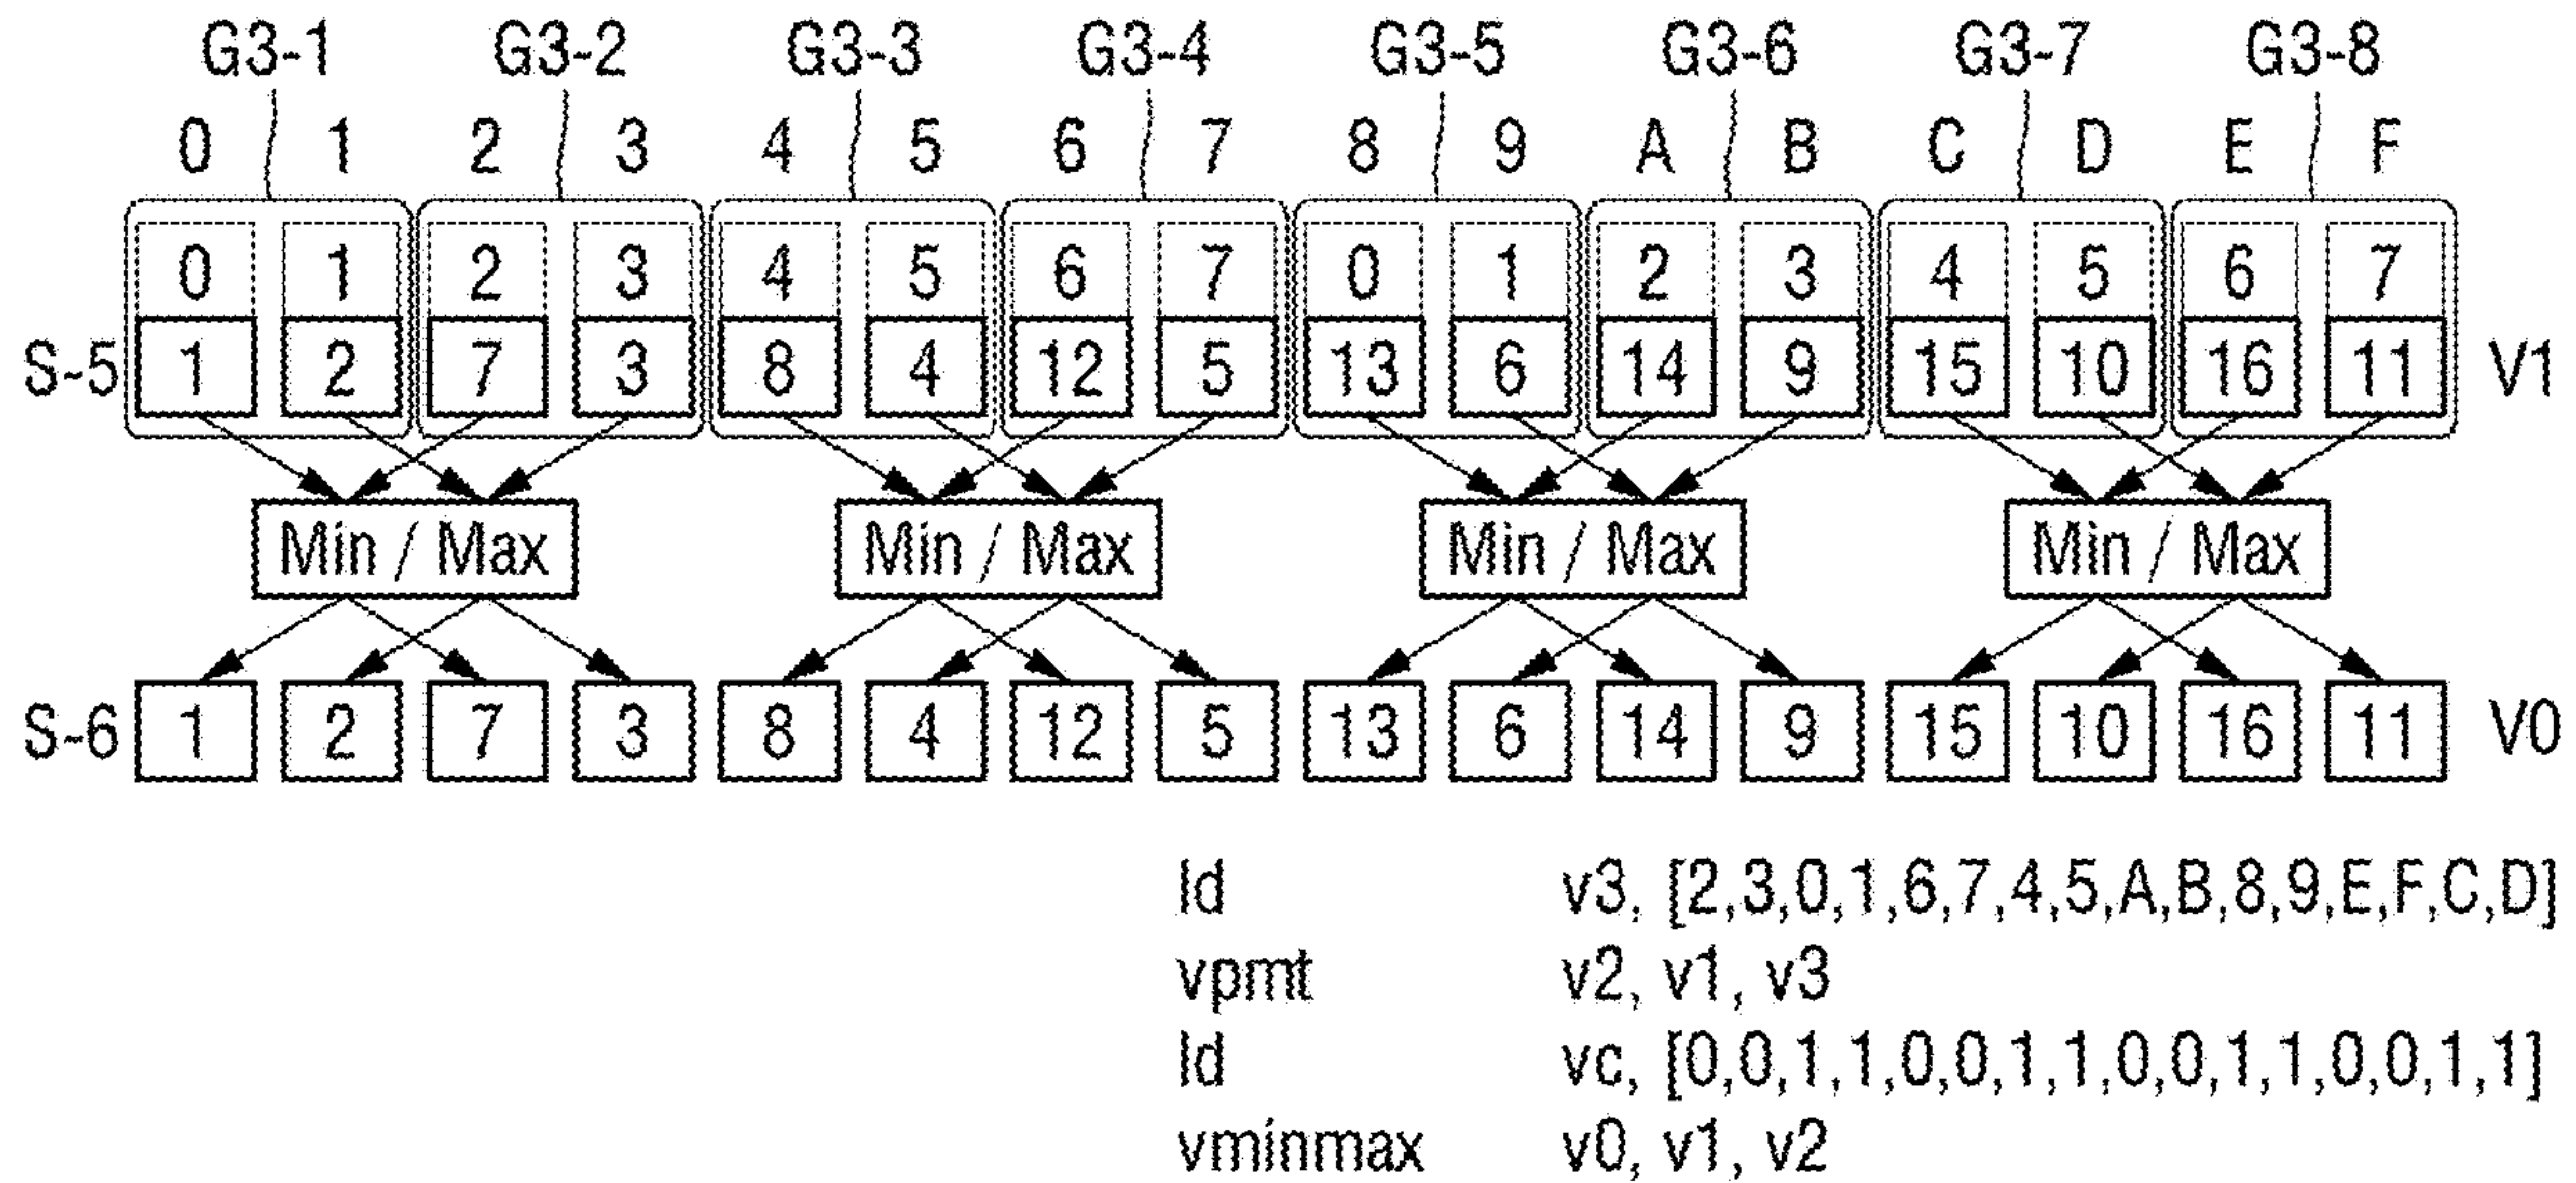 G3-1 G3-2 G3-3 G3-4 G3-5 G3-6 G3-7 G3-8
0 1 2 3 4 5 6 7 8 9 A B C D E F
0 1 2 3 4 5 6 7 0 1 2 3 4 5 6 7
S-5 1 2 7 3 8 4 12 5 13 6 14 9 15 10 16 11 V1
Min / Max Min / Max Min / Max Min / Max
S-6 1 2 7 3 8 4 12 5 13 6 14 9 15 10 16 11 V0
ld v3, [2,3,0,1,6,7,4,5,A,B,8,9,E,F,C,D]
vpmt v2, v1, v3
ld vc, [0,0,1,1,0,0,1,1,0,0,1,1,0,0,1,1]
vminmax v0, v1, v2